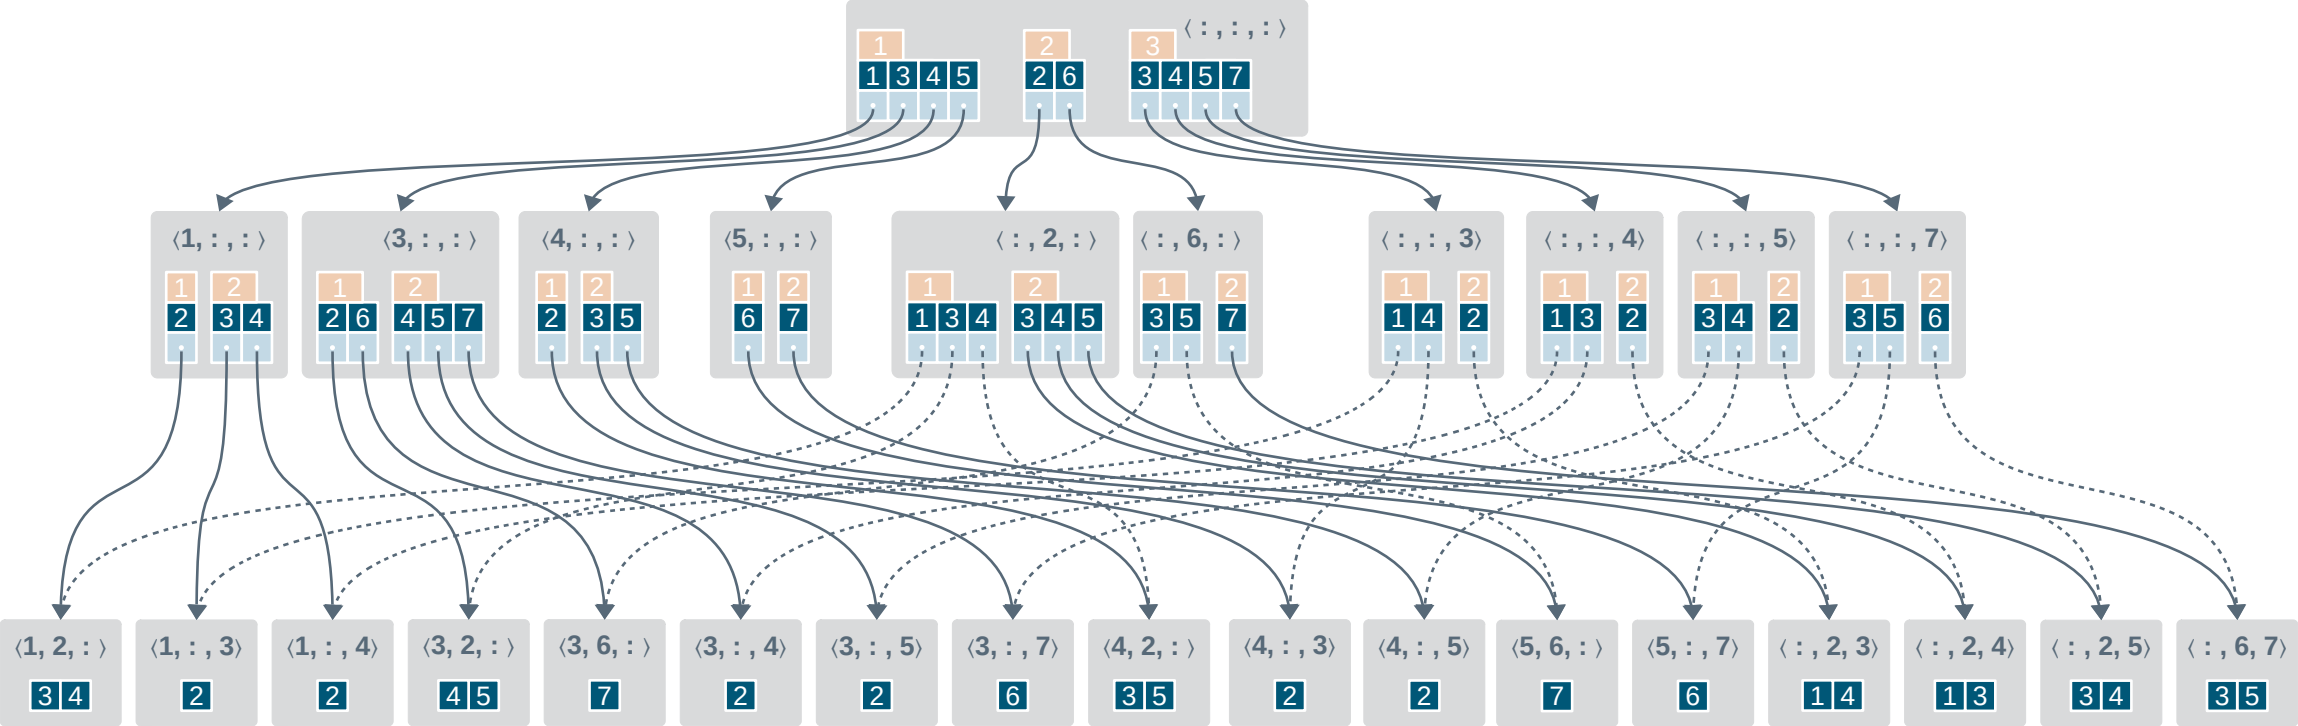 ⟨ : , : , : ⟩
1 2 3
1 3 4 5 2 6 3 4 5 7
⟨1, : , : ⟩ ⟨3, : , : ⟩ ⟨4, : , : ⟩ ⟨5, : , : ⟩ ⟨ : , 2, : ⟩ ⟨ : , 6, : ⟩ ⟨ : , : , 3⟩ ⟨ : , : , 4⟩ ⟨ : , : , 5⟩ ⟨ : , : , 7⟩
1 2 1 2 1 2 1 2 1 2 1 2 1 2 1 2 1 2 1 2
2 3 4 2 6 4 5 7 2 3 5 6 7 1 3 4 3 4 5 3 5 7 1 4 2 1 3 2 3 4 2 3 5 6
⟨1, 2, : ⟩ ⟨1, : , 3⟩ ⟨1, : , 4⟩ ⟨3, 2, : ⟩ ⟨3, 6, : ⟩ ⟨3, : , 4⟩ ⟨3, : , 5⟩ ⟨3, : , 7⟩ ⟨4, 2, : ⟩ ⟨4, : , 3⟩ ⟨4, : , 5⟩ ⟨5, 6, : ⟩ ⟨5, : , 7⟩ ⟨ : , 2, 3⟩ ⟨ : , 2, 4⟩ ⟨ : , 2, 5⟩ ⟨ : , 6, 7⟩
3 4 2 2 4 5 7 2 2 6 3 5 2 2 7 6 1 4 1 3 3 4 3 5